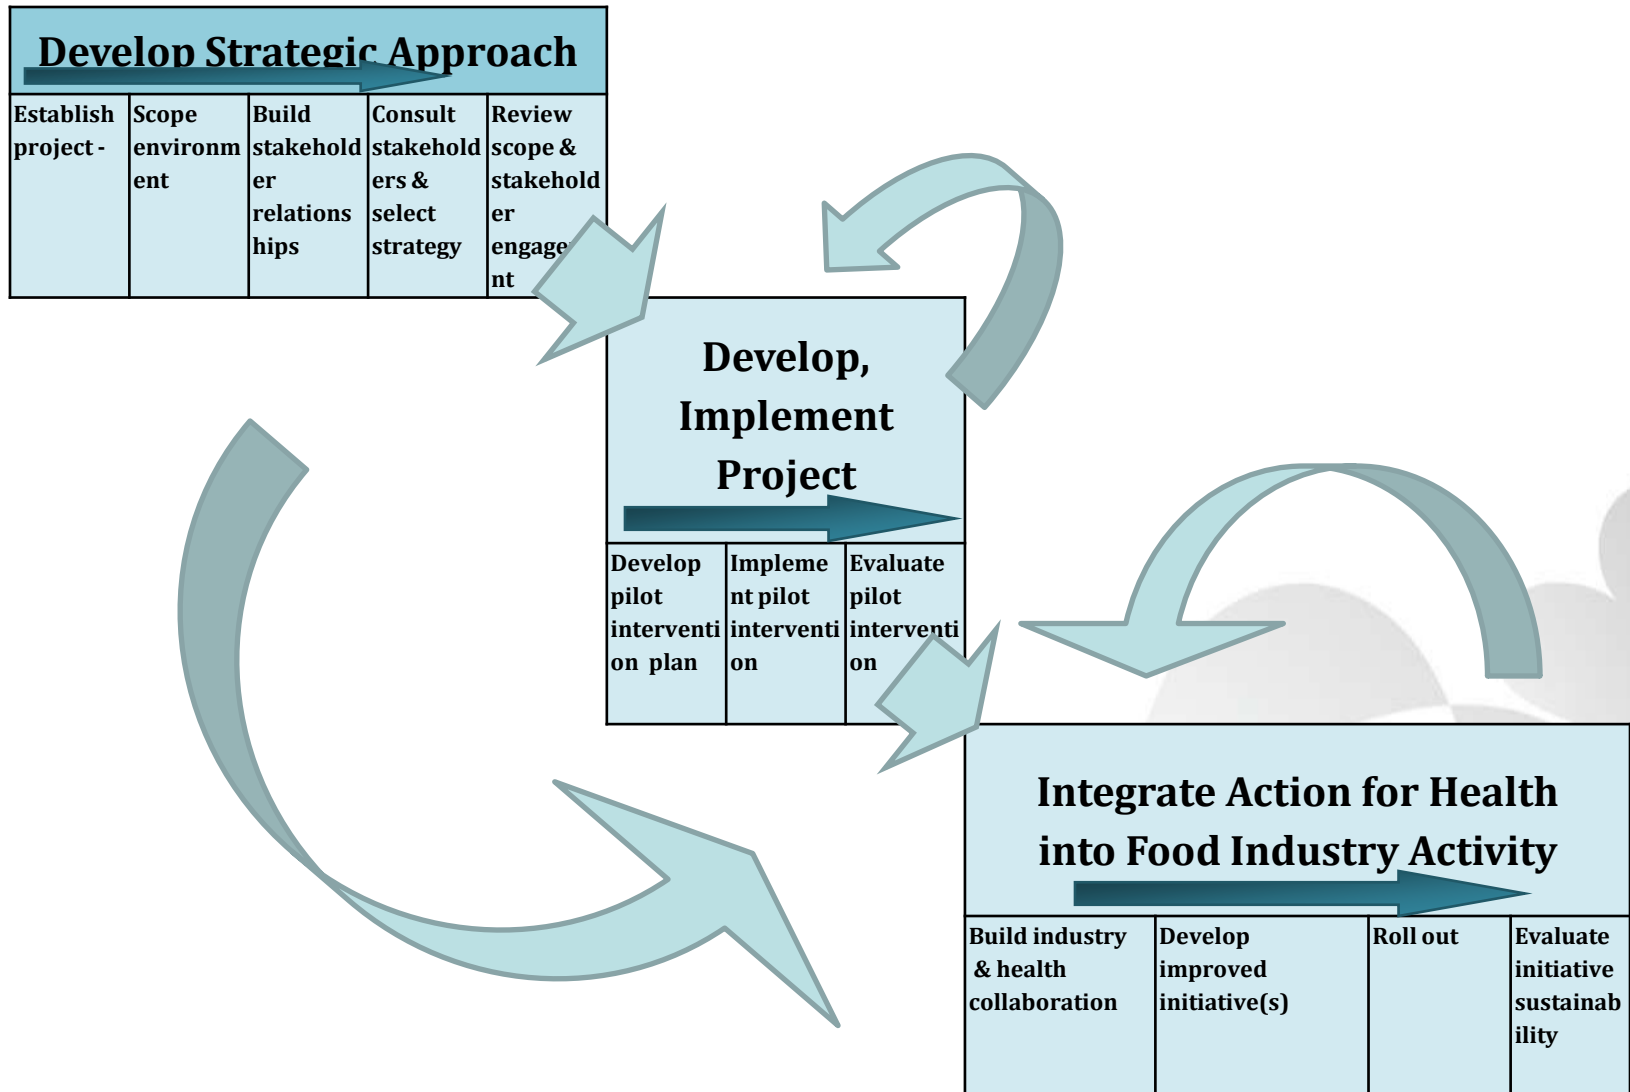 Develop Strategic Approach
Establish
project -
Scope
environm
ent
Build
stakehold
er
relations
hips
Consult
stakehold
ers &
select
strategy
Review
scope &
stakehold
er
engage
nt
Develop,
Implement
Project
Develop
pilot
interventi
on plan
Impleme
nt pilot
interventi
on
Evaluate
pilot
interventi
on
Integrate Action for Health
into Food Industry Activity
Build industry
& health
collaboration
Develop
improved
initiative(s)
Roll out
Evaluate
initiative
sustainab
ility